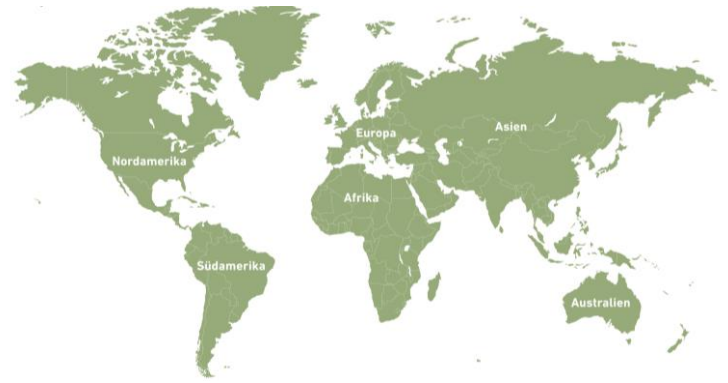 Europa
Asien
Nordamerika
Afrika
Südamerika
Australien